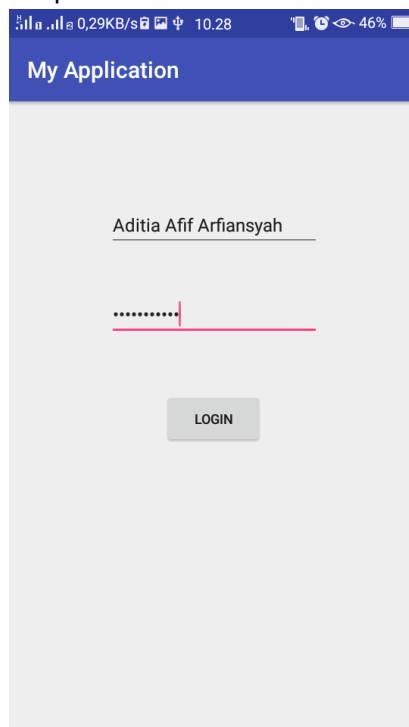 0,29KB/s 10.28 46%
My Application
Aditia Afif Arfiansyah
•••••••••••
LOGIN